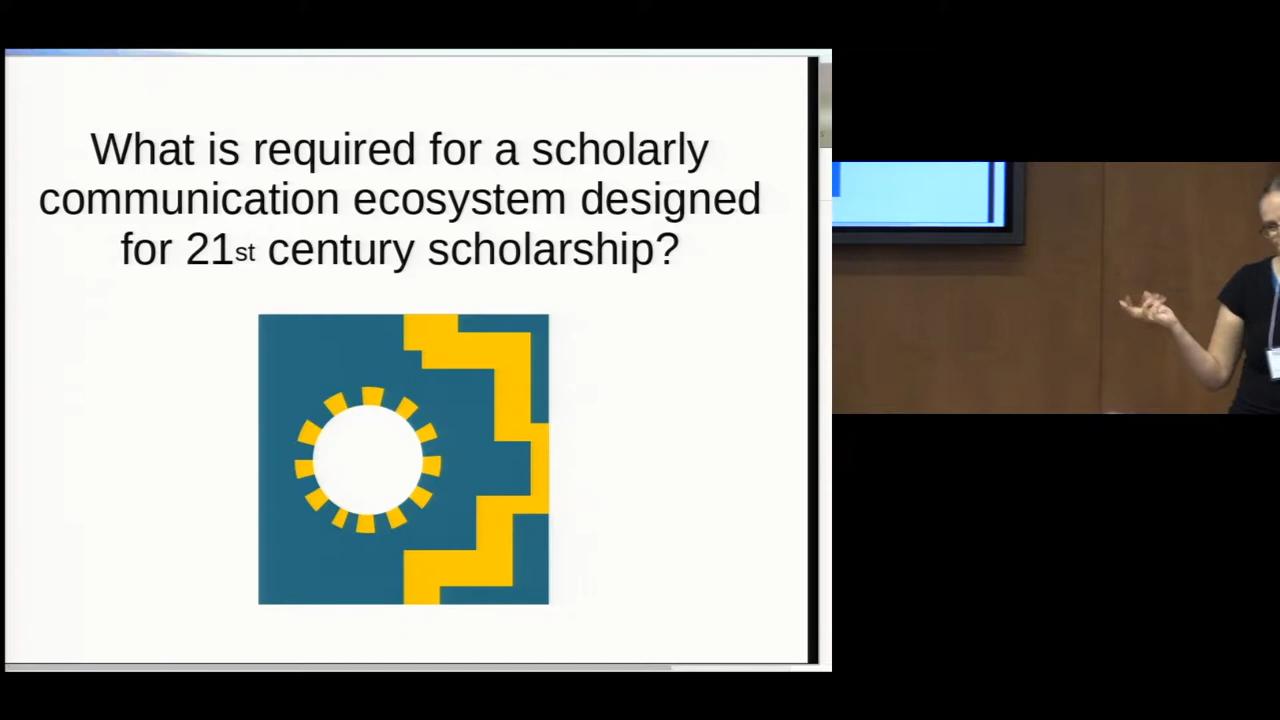 What is required for a scholarly
communication ecosystem designed
for 21st century scholarship?